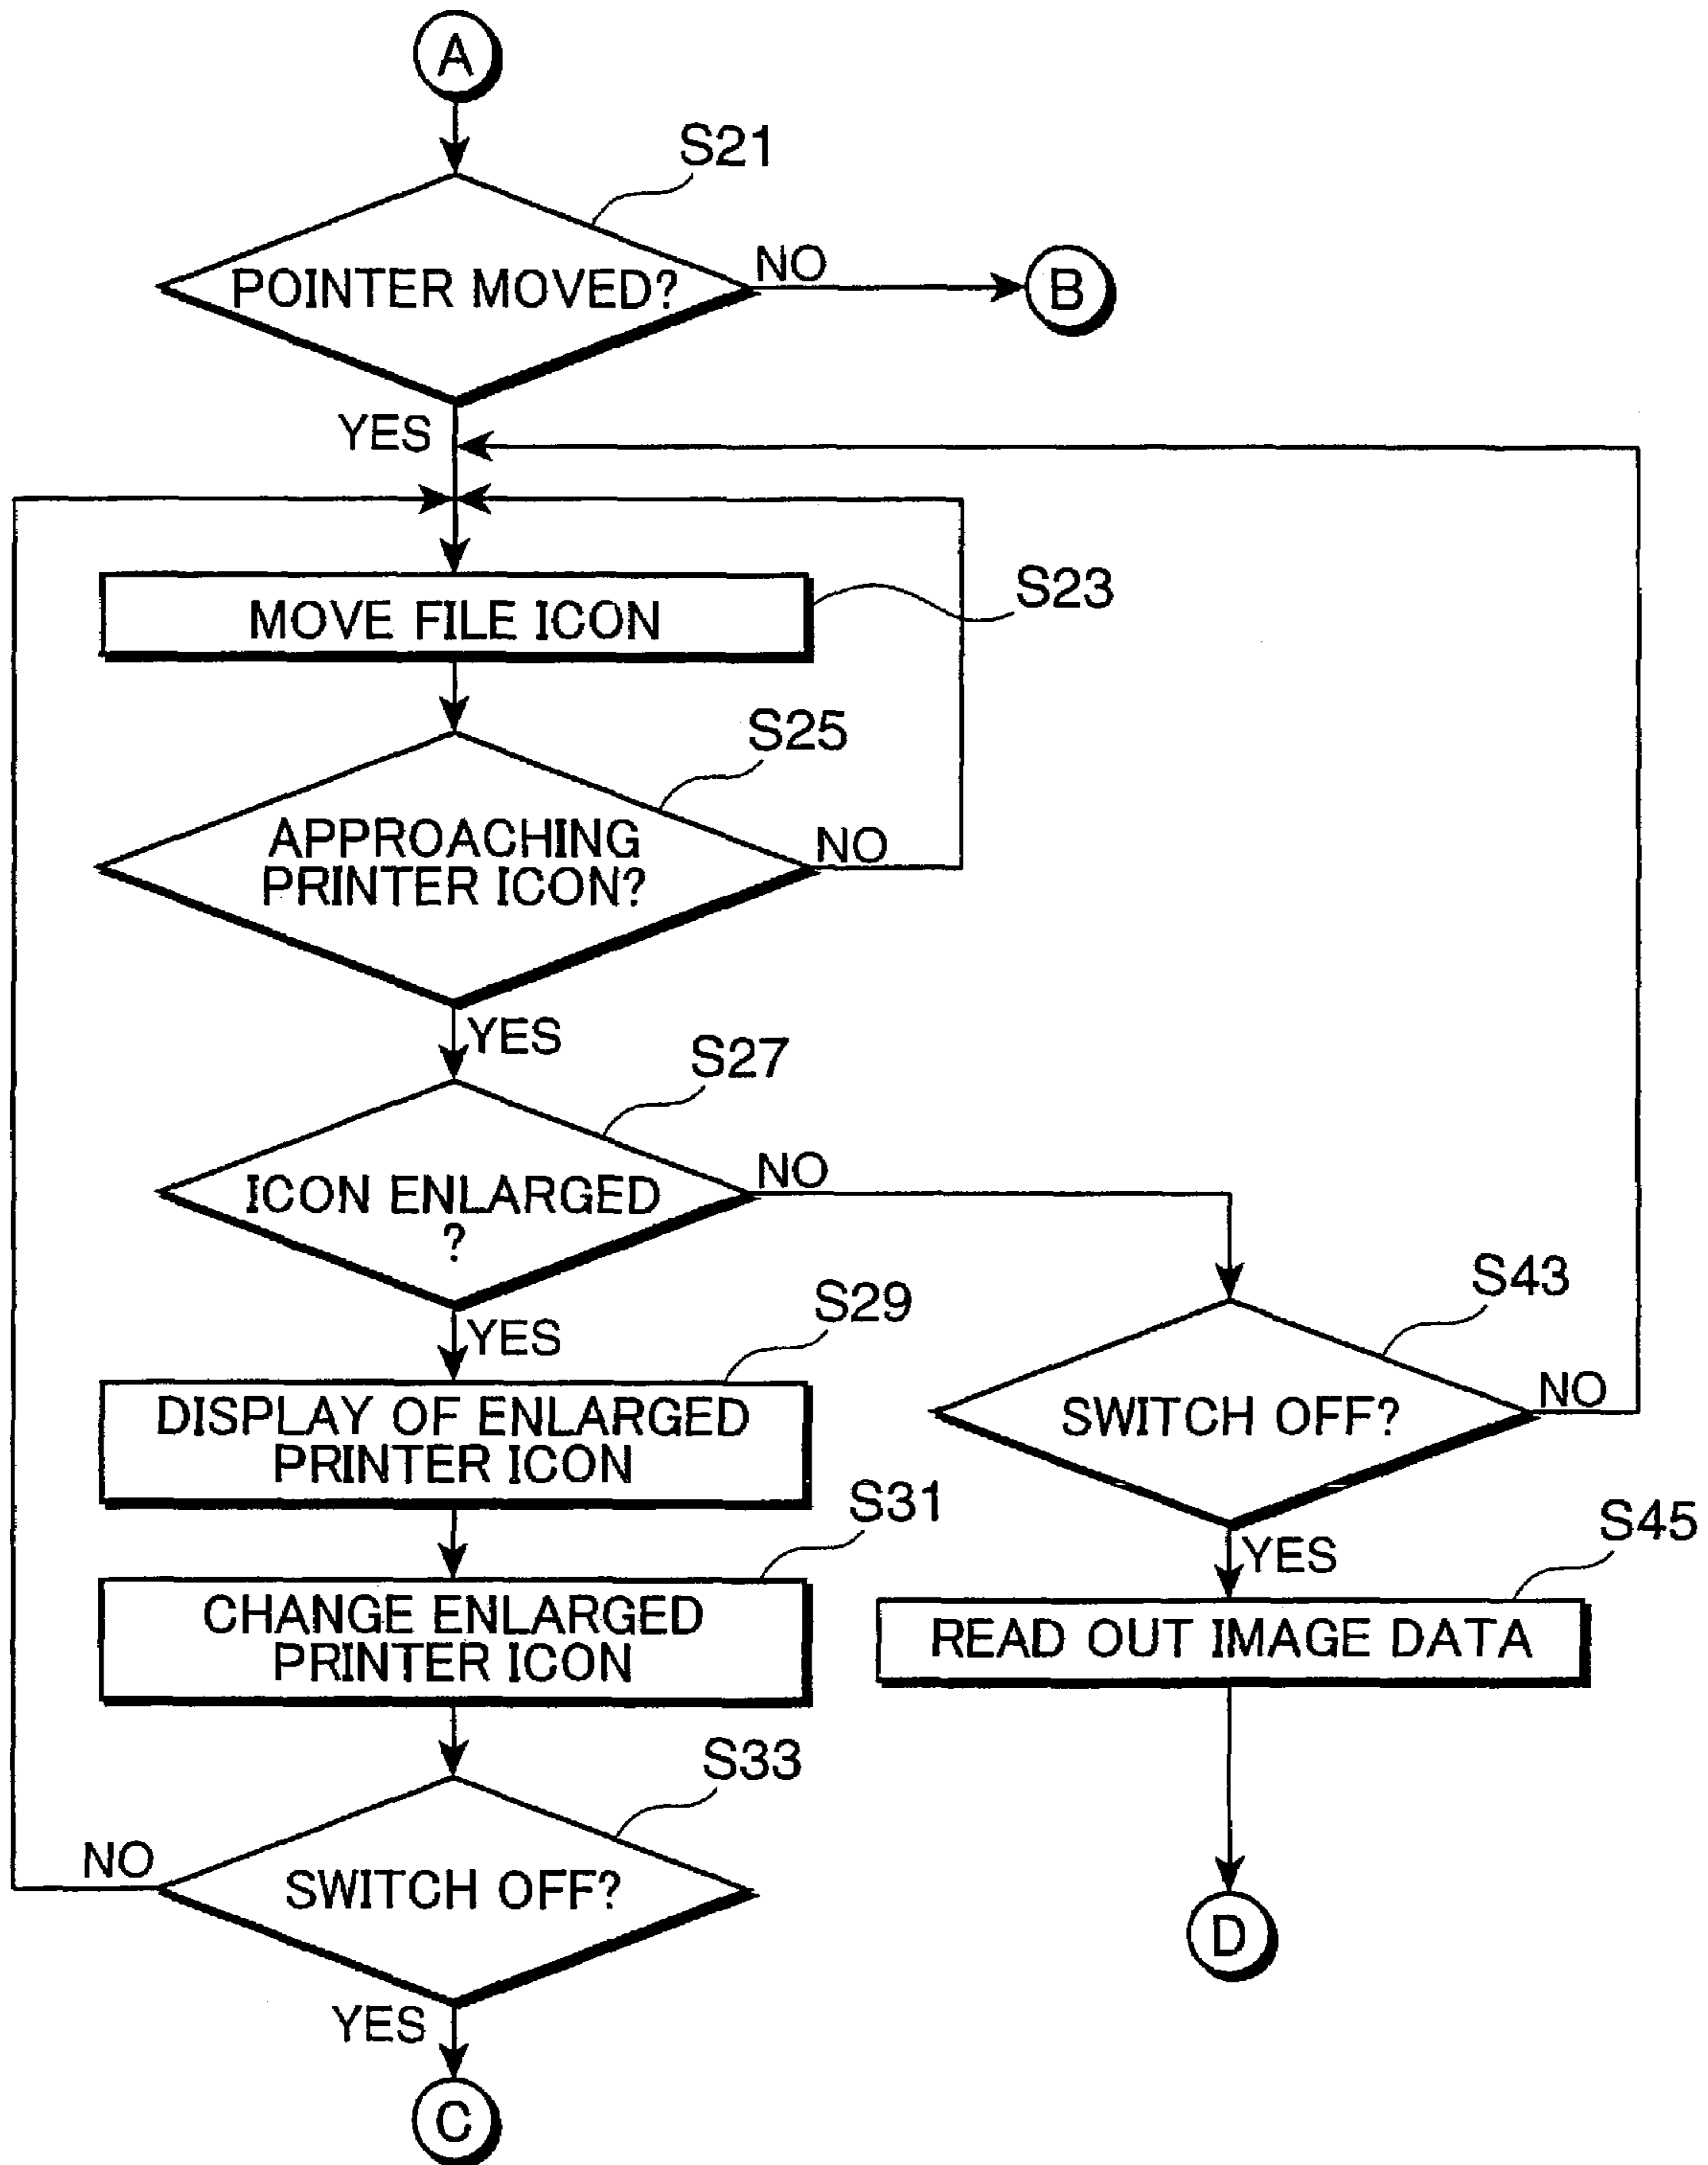 A
S21
POINTER MOVED?
NO
B
YES
S23
MOVE FILE ICON
S25
APPROACHING
PRINTER ICON?
NO
YES
S27
ICON ENLARGED
?
NO
YES
S29
DISPLAY OF ENLARGED
PRINTER ICON
S43
SWITCH OFF?
NO
YES
S31
CHANGE ENLARGED
PRINTER ICON
S45
READ OUT IMAGE DATA
S33
SWITCH OFF?
NO
YES
D
C